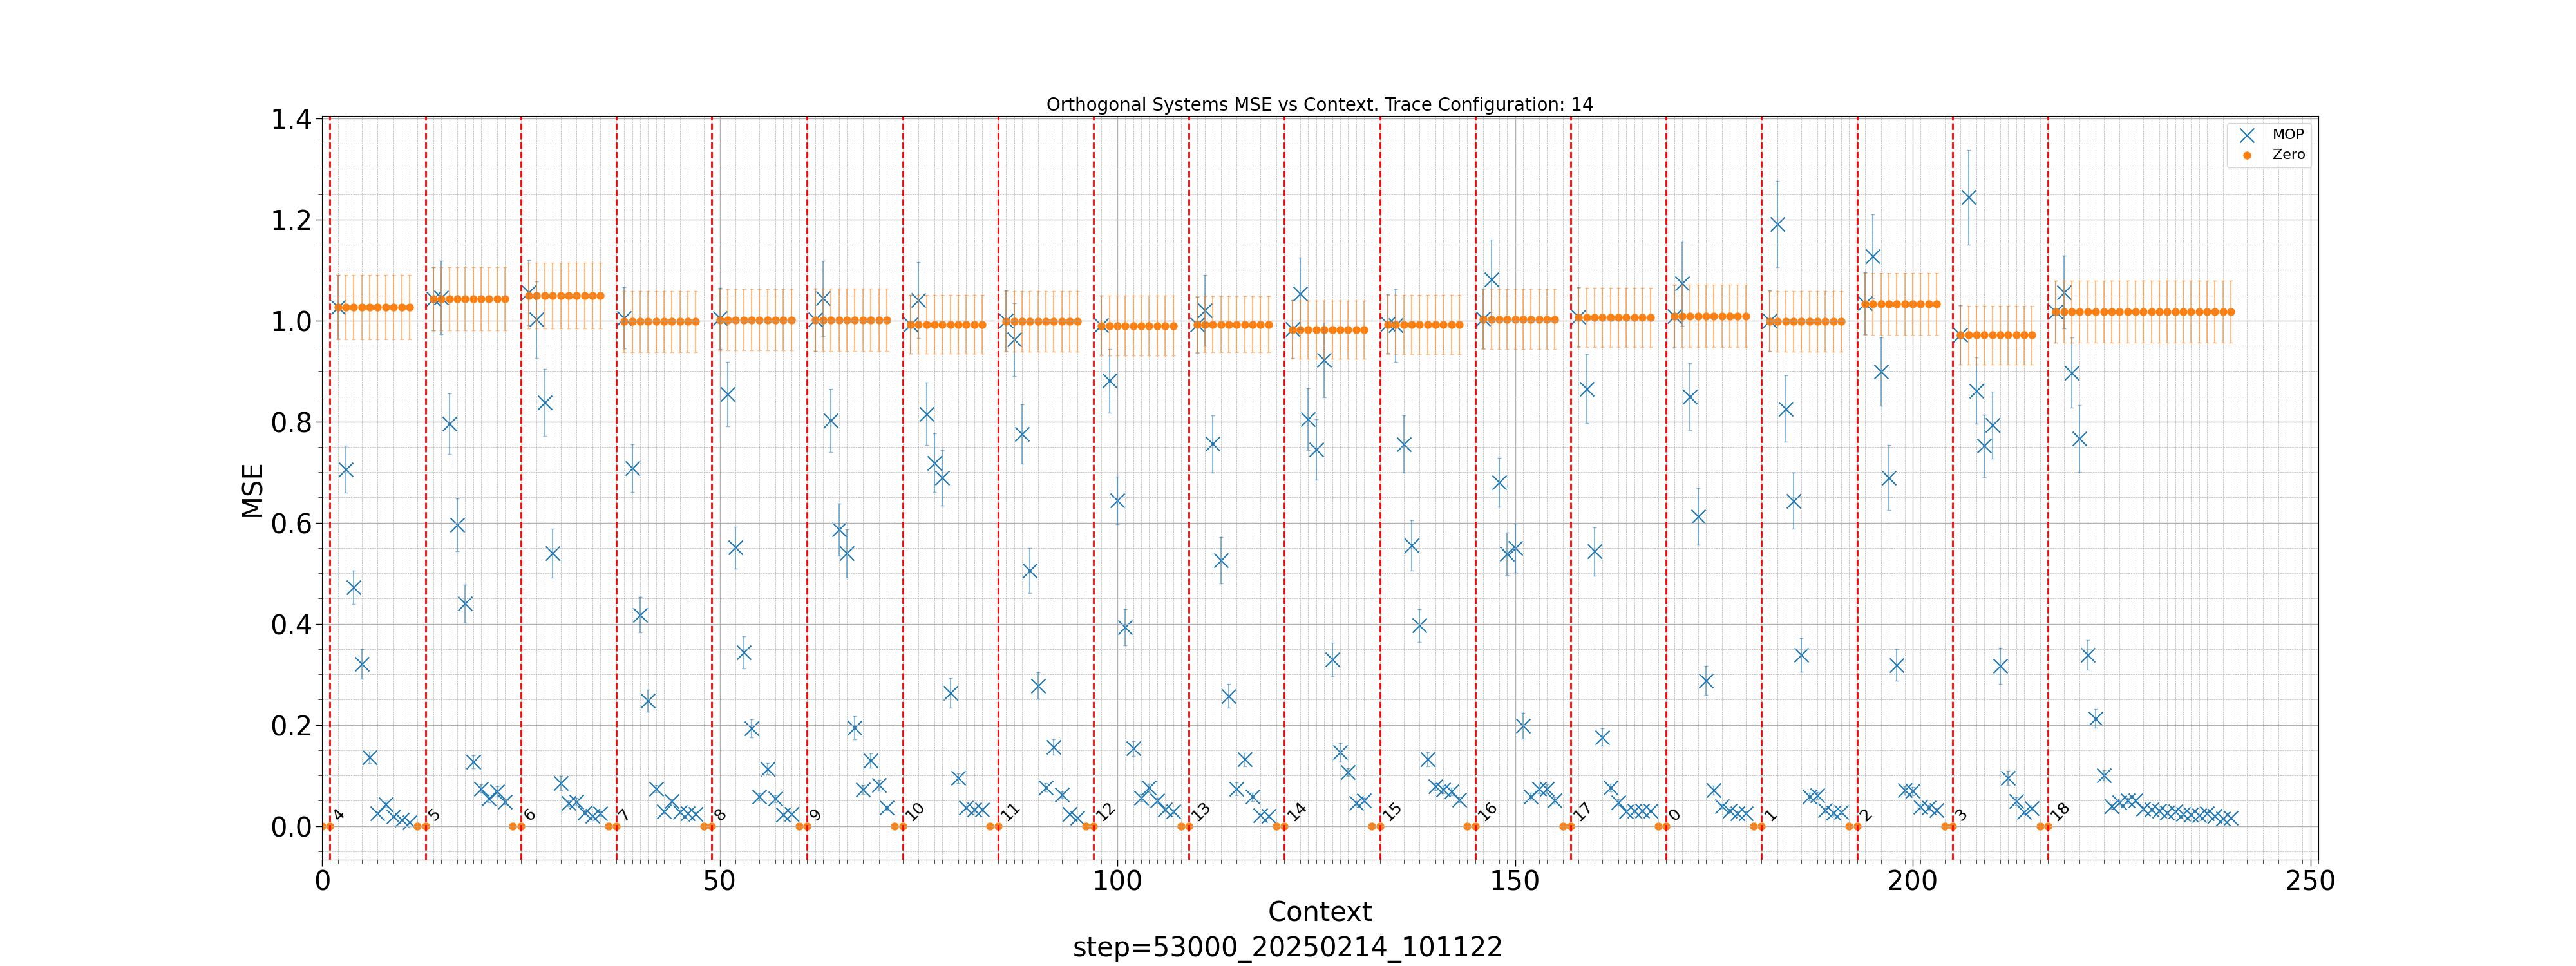 Orthogonal Systems MSE vs Context. Trace Configuration: 14
MOP
Zero
1.4
1.2
1.0
0.8
0.6
0.4
0.2
0.0
MSE
4 5 6 7 8 9 10 11 12 13 14 15 16 17 0 1 2 3 18
0 50 100 150 200 250
Context
step=53000_20250214_101122